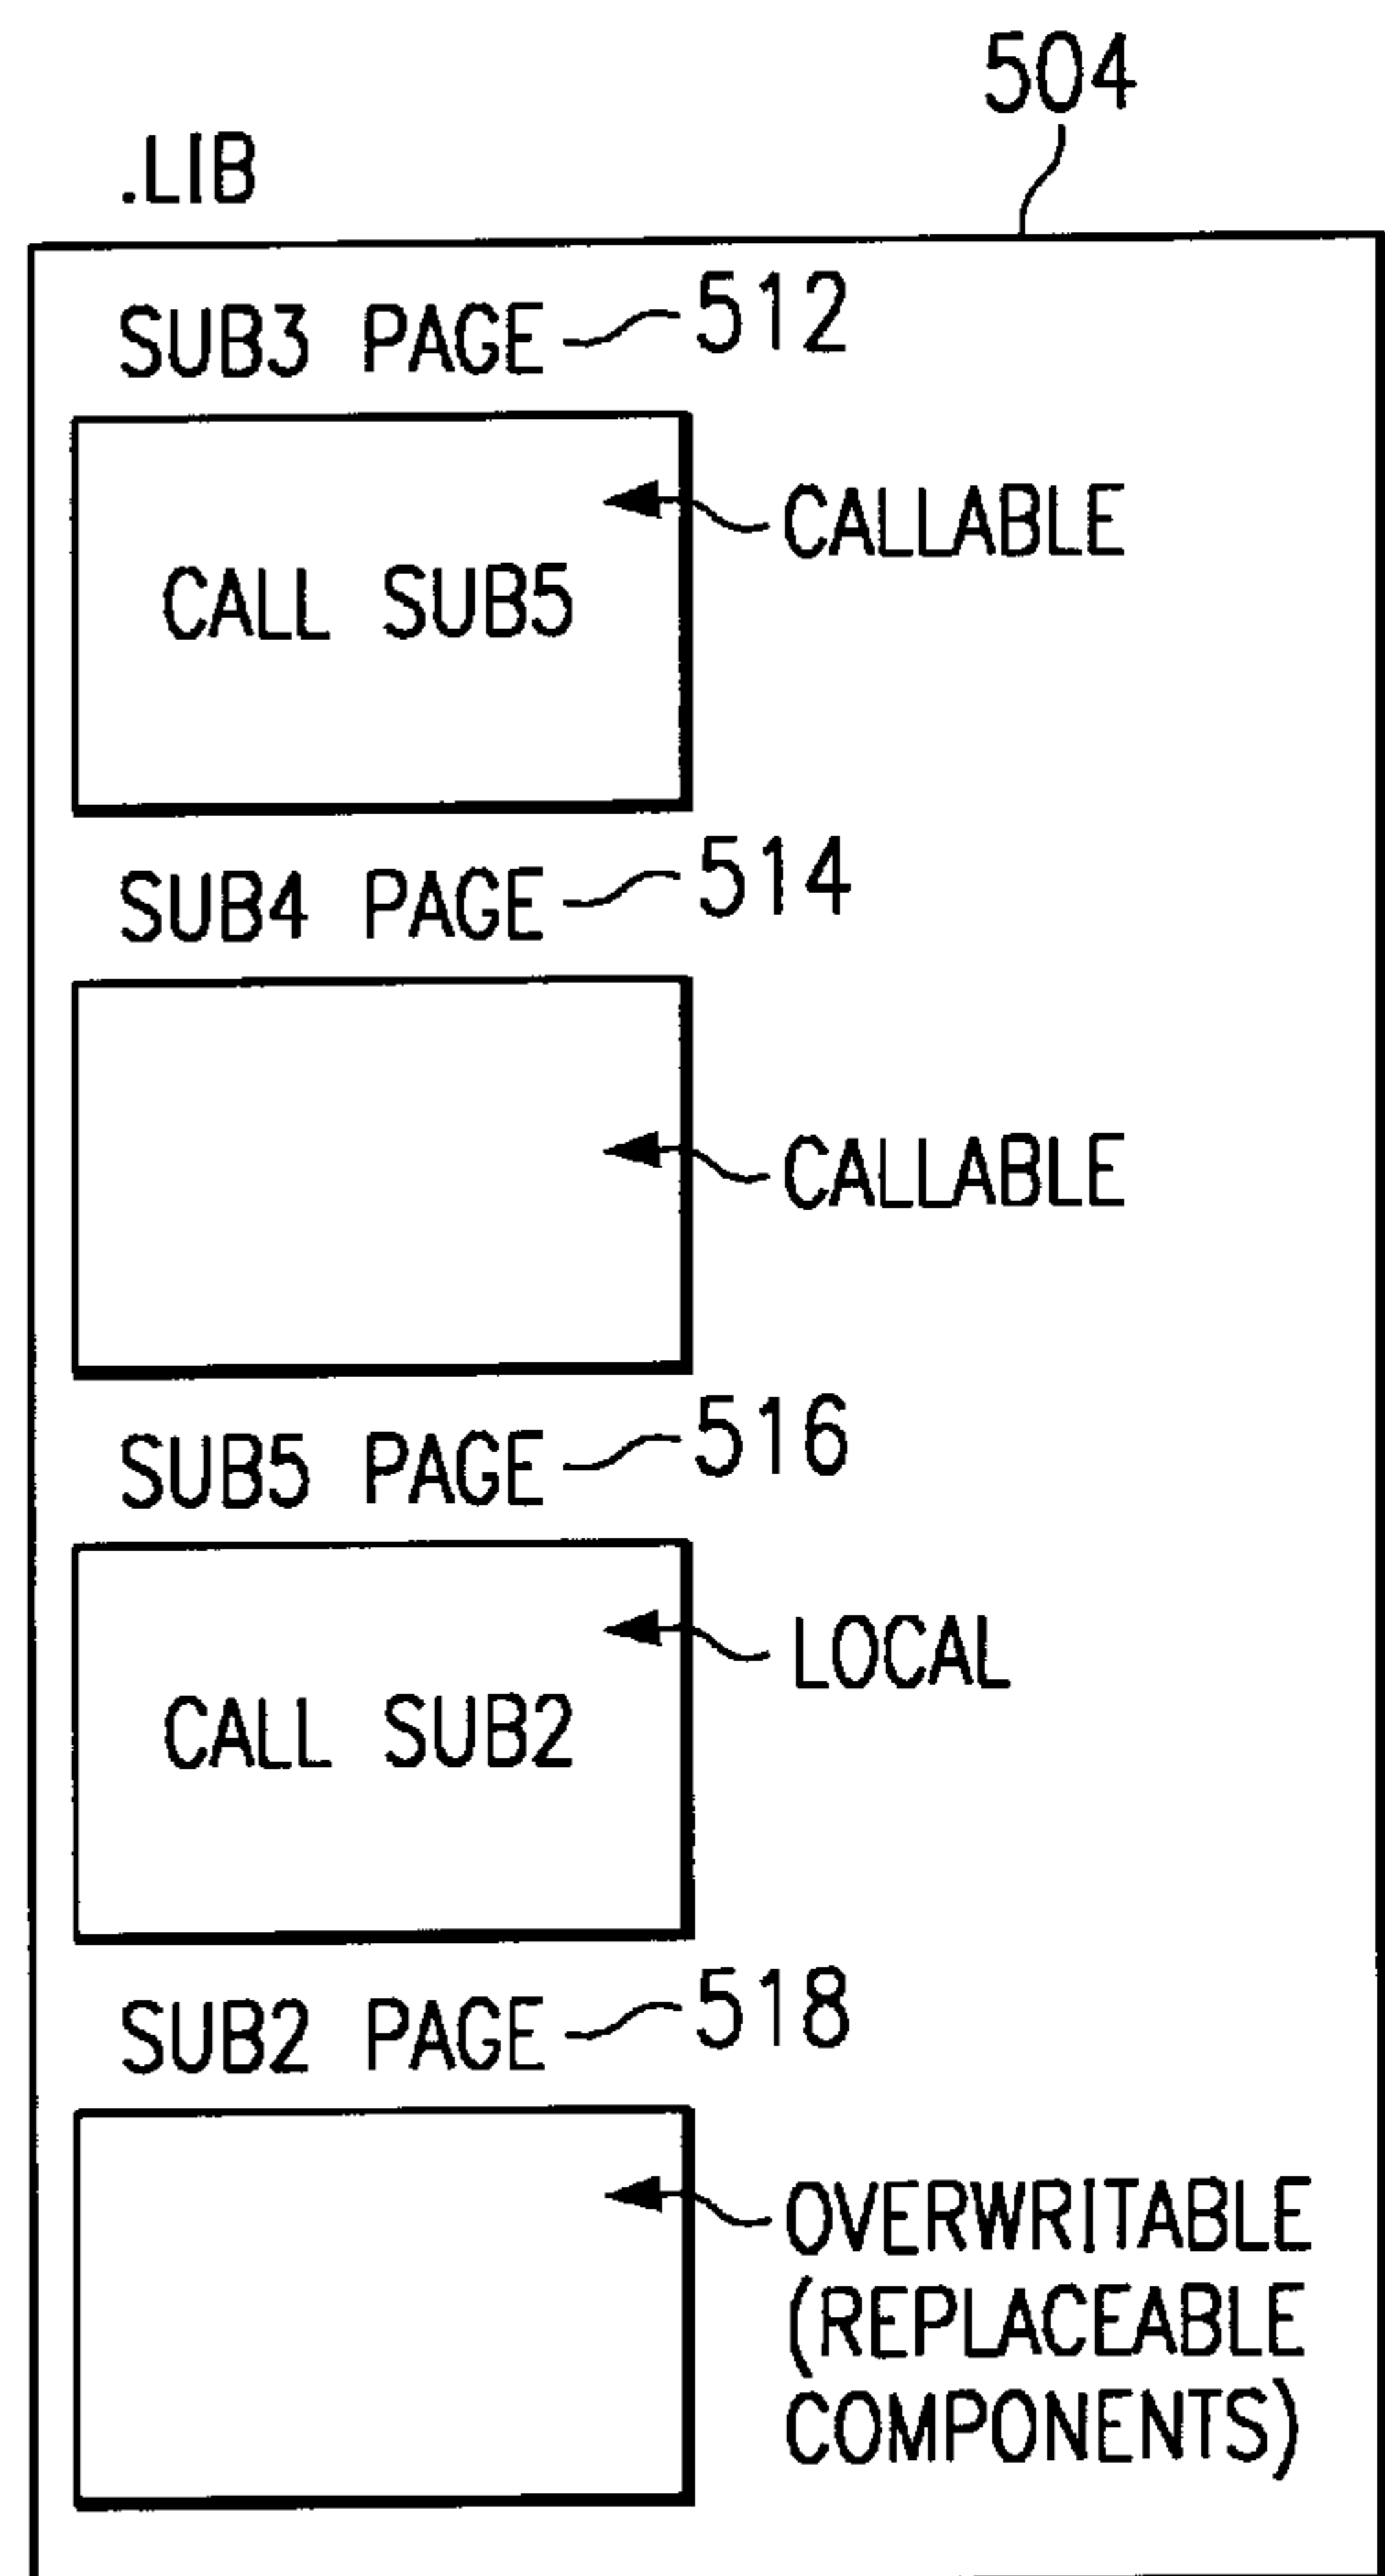 504
.LIB
SUB3 PAGE 512
CALLABLE
CALL SUB5
SUB4 PAGE 514
CALLABLE
SUB5 PAGE 516
LOCAL
CALL SUB2
SUB2 PAGE 518
OVERWRITABLE
(REPLACEABLE
COMPONENTS)